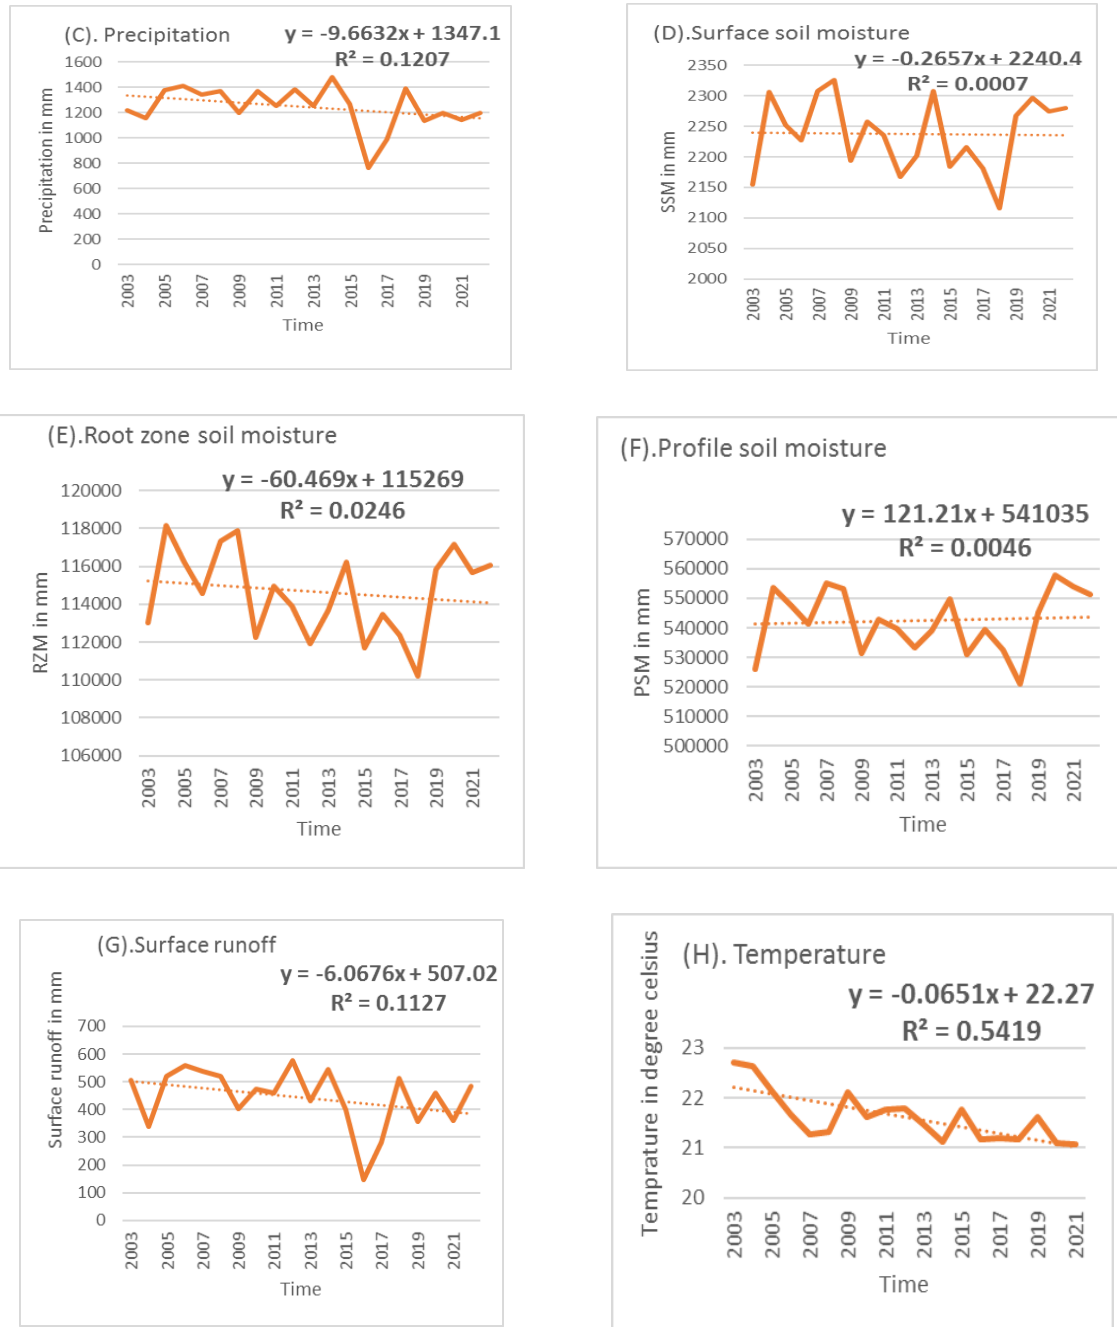 (C). Precipitation
y = -9.6632x + 1347.1
R² = 0.1207
Precipitation in mm
1600
1400
1200
1000
800
600
400
200
0
2003 2005 2007 2009 2011 2013 2015 2017 2019 2021
Time
(D).Surface soil moisture
y = -0.2657x + 2240.4
R² = 0.0007
SSM in mm
2350
2300
2250
2200
2150
2100
2050
2000
2003 2005 2007 2009 2011 2013 2015 2017 2019 2021
Time
(E).Root zone soil moisture
y = -60.469x + 115269
R² = 0.0246
RZM in mm
120000
118000
116000
114000
112000
110000
108000
106000
2003 2005 2007 2009 2011 2013 2015 2017 2019 2021
Time
(F).Profile soil moisture
y = 121.21x + 541035
R² = 0.0046
PSM in mm
570000
560000
550000
540000
530000
520000
510000
500000
2003 2005 2007 2009 2011 2013 2015 2017 2019 2021
Time
(G).Surface runoff
y = -6.0676x + 507.02
R² = 0.1127
Surface runoff in mm
700
600
500
400
300
200
100
0
2003 2005 2007 2009 2011 2013 2015 2017 2019 2021
Time
(H). Temperature
y = -0.0651x + 22.27
R² = 0.5419
Temprature in degree celsius
23
22
21
20
2003 2005 2007 2009 2011 2013 2015 2017 2019 2021
Time